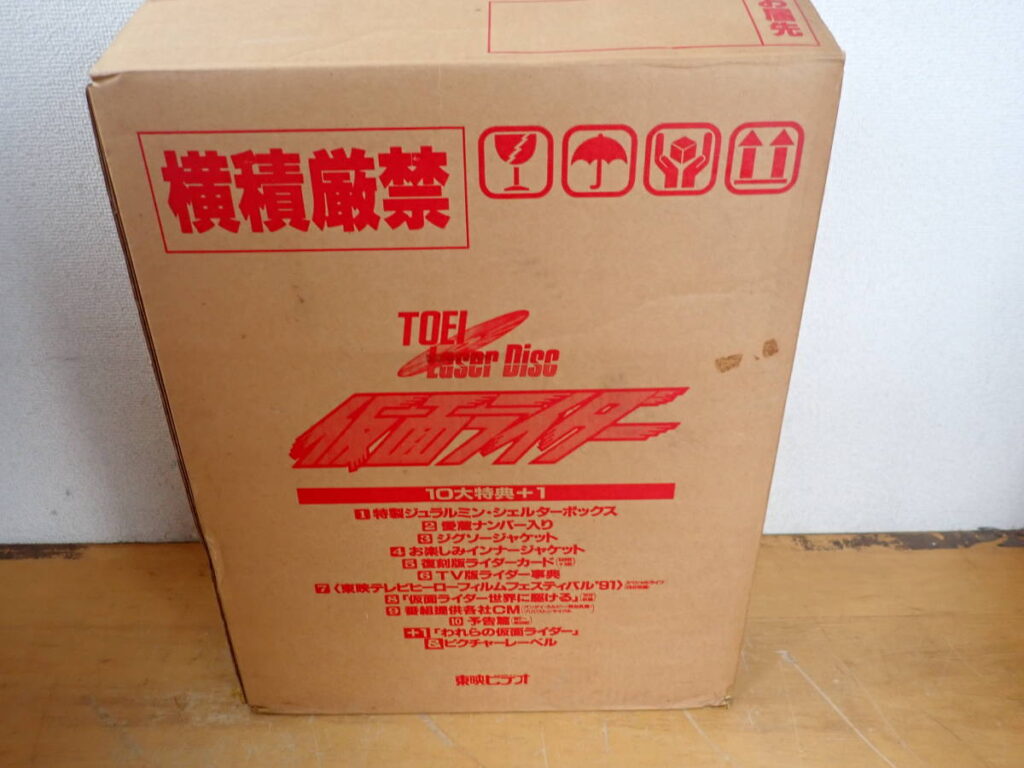 お届先
横積厳禁
TOEI
Laser Disc
仮面ライダー
10大特典+1
1 特製ジュラルミン・シェルターボックス
2 愛蔵ナンバー入り
3 ジグソージャケット
4 お楽しみインナージャケット
5 復刻版ライダーカード
6 TV版ライダー事典
7 〈東映テレビヒーローフィルムフェスティバル'91〉
8 「仮面ライダー世界に駆ける」
9 番組提供各社CM
10 予告篇
+1 「われらの仮面ライダー」
& ピクチャーレーベル
東映ビデオ